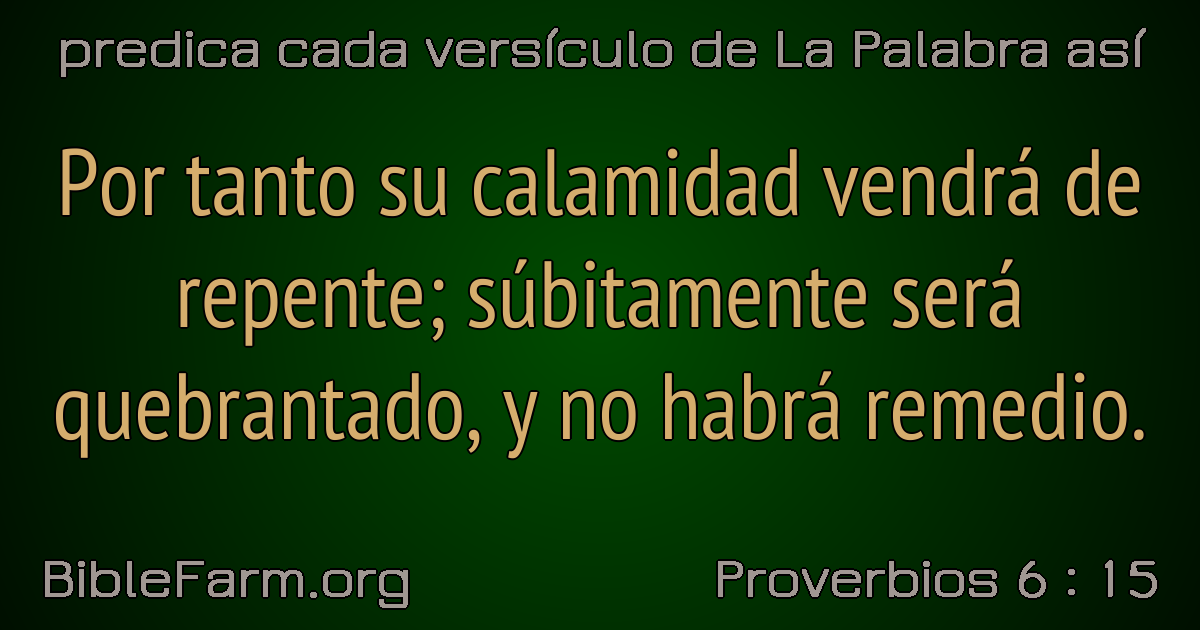 predica cada versículo de La Palabra así
Por tanto su calamidad vendrá de
repente; súbitamente será
quebrantado, y no habrá remedio.
BibleFarm.org
Proverbios 6 : 15